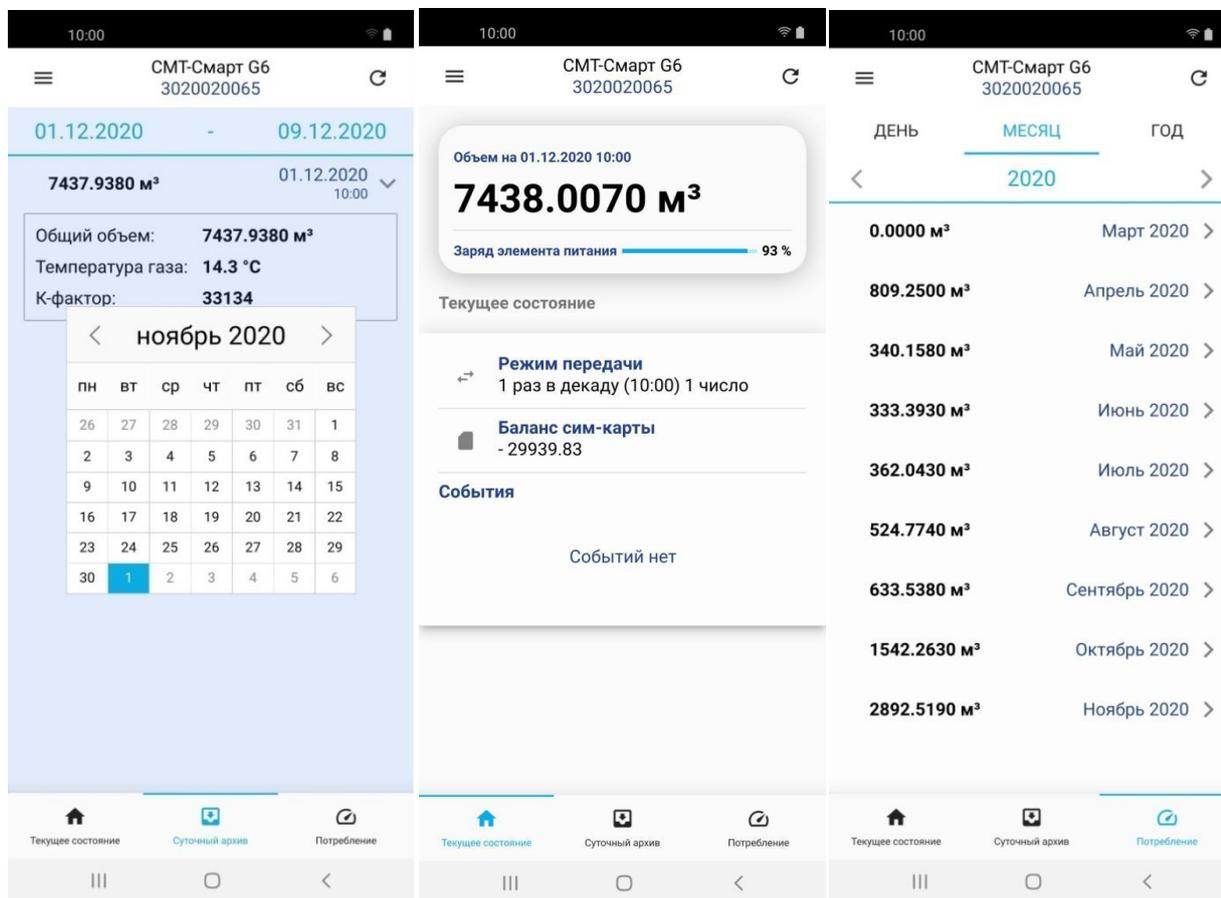 10:00
СМТ-Смарт G6
3020020065
01.12.2020 - 09.12.2020
7437.9380 м³ 01.12.2020
10:00
Общий объем: 7437.9380 м³
Температура газа: 14.3 °C
К-фактор: 33134
ноябрь 2020
пн вт ср чт пт сб вс
26 27 28 29 30 31 1
2 3 4 5 6 7 8
9 10 11 12 13 14 15
16 17 18 19 20 21 22
23 24 25 26 27 28 29
30 1 2 3 4 5 6
Текущее состояние Суточный архив Потребление
10:00
СМТ-Смарт G6
3020020065
Объем на 01.12.2020 10:00
7438.0070 м³
Заряд элемента питания 93 %
Текущее состояние
Режим передачи
1 раз в декаду (10:00) 1 число
Баланс сим-карты
- 29939.83
События
Событий нет
Текущее состояние Суточный архив Потребление
10:00
СМТ-Смарт G6
3020020065
ДЕНЬ МЕСЯЦ ГОД
2020
0.0000 м³ Март 2020
809.2500 м³ Апрель 2020
340.1580 м³ Май 2020
333.3930 м³ Июнь 2020
362.0430 м³ Июль 2020
524.7740 м³ Август 2020
633.5380 м³ Сентябрь 2020
1542.2630 м³ Октябрь 2020
2892.5190 м³ Ноябрь 2020
Текущее состояние Суточный архив Потребление